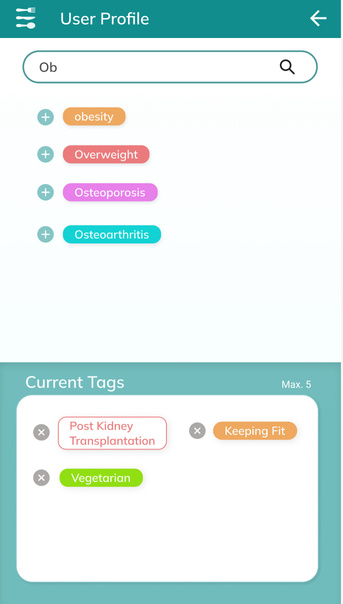 User Profile
Ob
obesity
Overweight
Osteoporosis
Osteoarthritis
Current Tags
Max. 5
Post Kidney
Transplantation
Keeping Fit
Vegetarian